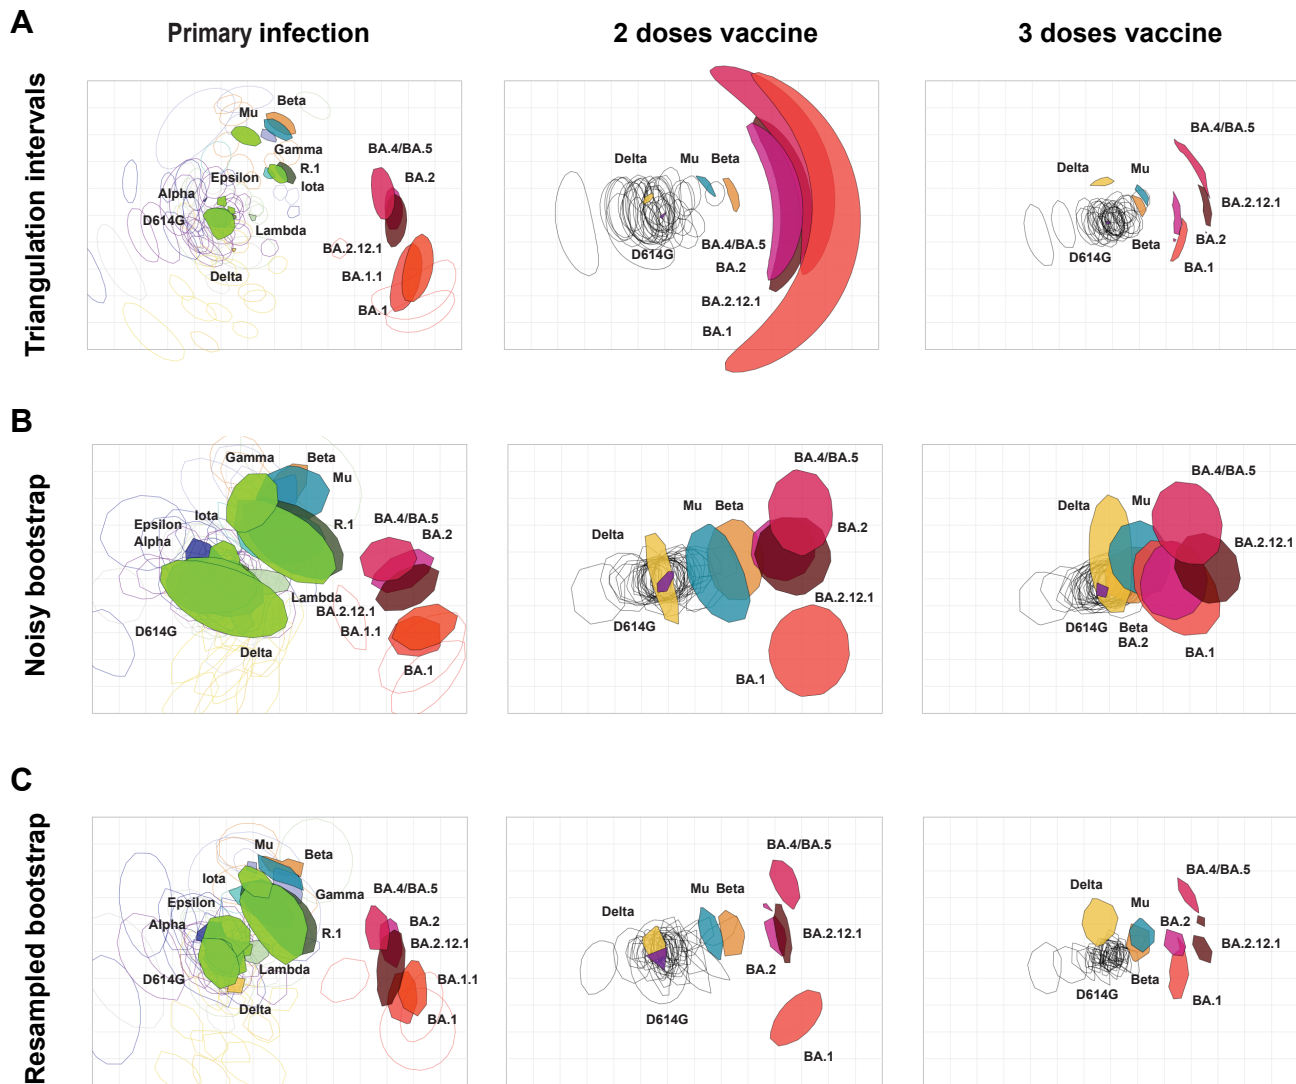 A
Primary infection
2 doses vaccine
3 doses vaccine
Triangulation intervals
Mu
Beta
Gamma
R.1
Iota
Epsilon
Alpha
D614G
Lambda
Delta
BA.4/BA.5
BA.2
BA.2.12.1
BA.1.1
BA.1
Delta
Mu
Beta
D614G
BA.4/BA.5
BA.2
BA.2.12.1
BA.1
BA.4/BA.5
Delta
Mu
BA.2.12.1
Beta
BA.2
D614G
BA.1
B
Noisy bootstrap
Gamma
Beta
Mu
Iota
Epsilon
Alpha
R.1
BA.4/BA.5
BA.2
Lambda
BA.2.12.1
BA.1.1
D614G
Delta
BA.1
BA.4/BA.5
Mu
Beta
BA.2
Delta
BA.2.12.1
D614G
BA.1
BA.4/BA.5
Delta
Mu
BA.2.12.1
D614G
Beta
BA.2
BA.1
C
Resampled bootstrap
Mu
Beta
Iota
Gamma
Epsilon
BA.4/BA.5
Alpha
BA.2
R.1
BA.2.12.1
D614G
Lambda
BA.1.1
Delta
BA.1
BA.4/BA.5
Mu
Beta
Delta
BA.2.12.1
BA.2
D614G
BA.1
BA.4/BA.5
Delta
Mu
BA.2
BA.2.12.1
Beta
D614G
BA.1